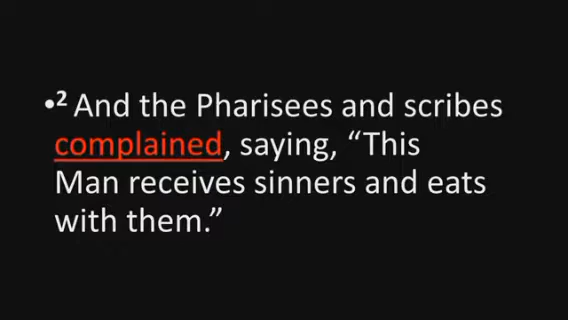 •² And the Pharisees and scribes
complained, saying, “This
Man receives sinners and eats
with them.”